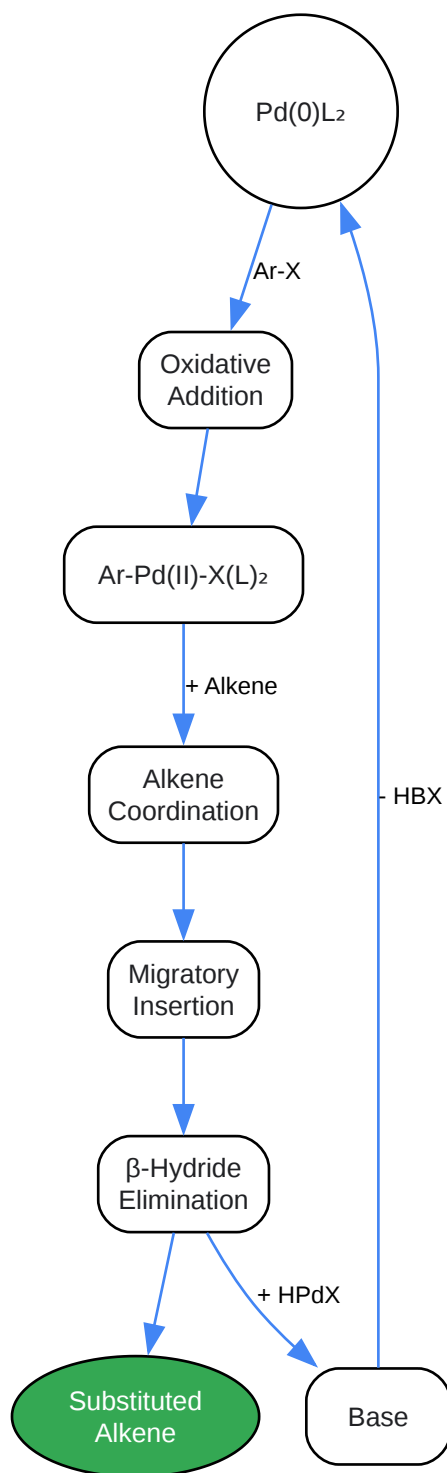 Pd(0)L₂
Ar-X
Oxidative
Addition
Ar-Pd(II)-X(L)₂
+ Alkene
Alkene
Coordination
- HBX
Migratory
Insertion
β-Hydride
Elimination
+ HPdX
Substituted
Alkene
Base